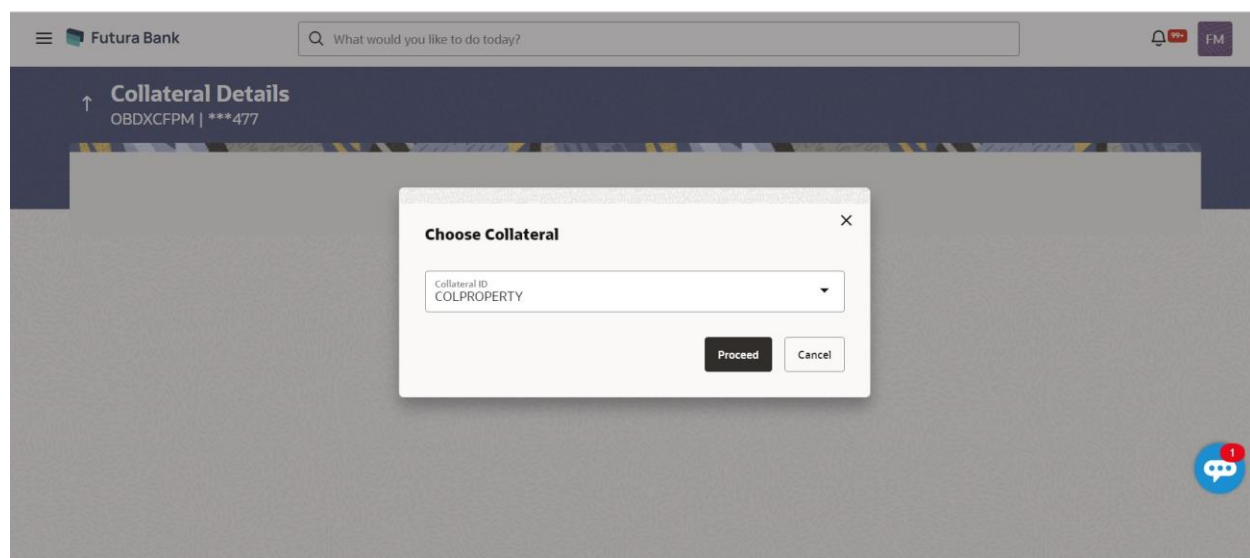 Futura Bank
What would you like to do today?
99+
FM
Collateral Details
OBDXCFPM | ***477
Choose Collateral
Collateral ID
COLPROPERTY
Proceed
Cancel
1